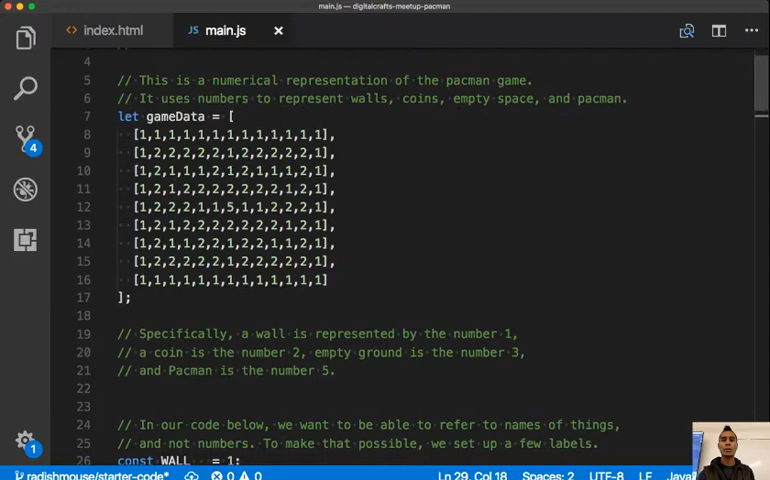 main.js — digitalcrafts-meetup-pacman
<> index.html JS main.js ×
4
5 // This is a numerical representation of the pacman game.
6 // It uses numbers to represent walls, coins, empty space, and pacman.
7 let gameData = [
8 [1,1,1,1,1,1,1,1,1,1,1,1,1],
9 [1,2,2,2,2,2,1,2,2,2,2,2,1],
10 [1,2,1,1,1,2,1,2,1,1,1,2,1],
11 [1,2,1,2,2,2,2,2,2,2,1,2,1],
12 [1,2,2,2,1,1,5,1,1,2,2,2,1],
13 [1,2,1,2,2,2,2,2,2,2,1,2,1],
14 [1,2,1,1,2,2,1,2,2,1,1,2,1],
15 [1,2,2,2,2,2,1,2,2,2,2,2,1],
16 [1,1,1,1,1,1,1,1,1,1,1,1,1]
17 ];
18
19 // Specifically, a wall is represented by the number 1,
20 // a coin is the number 2, empty ground is the number 3,
21 // and Pacman is the number 5.
22
23
24 // In our code below, we want to be able to refer to names of things,
25 // and not numbers. To make that possible, we set up a few labels.
26 const WALL = 1;
4
1
radishmouse/starter-code* 0 0 Ln 29, Col 18 Spaces: 2 UTF-8 LF